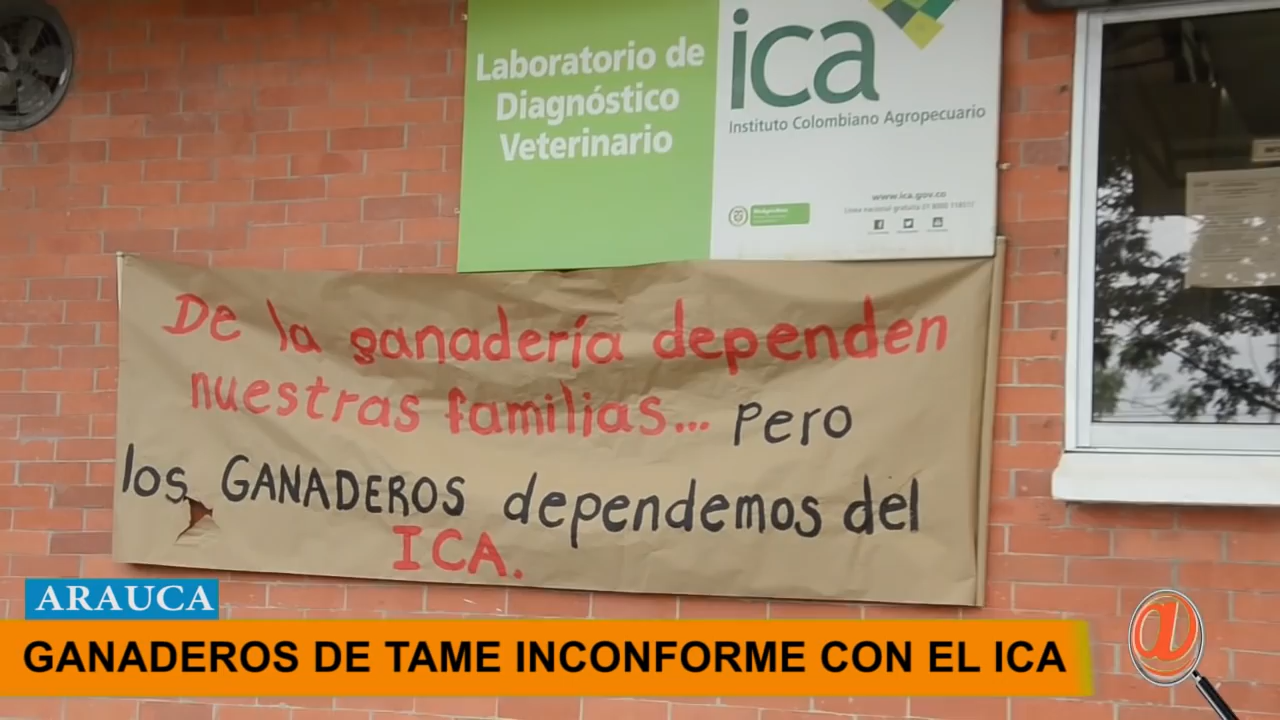 Laboratorio de
Diagnóstico
Veterinario
ica
Instituto Colombiano Agropecuario
www.ica.gov.co
De la ganadería dependen
nuestras familias... Pero
los GANADEROS dependemos del
ICA.
ARAUCA
GANADEROS DE TAME INCONFORME CON EL ICA